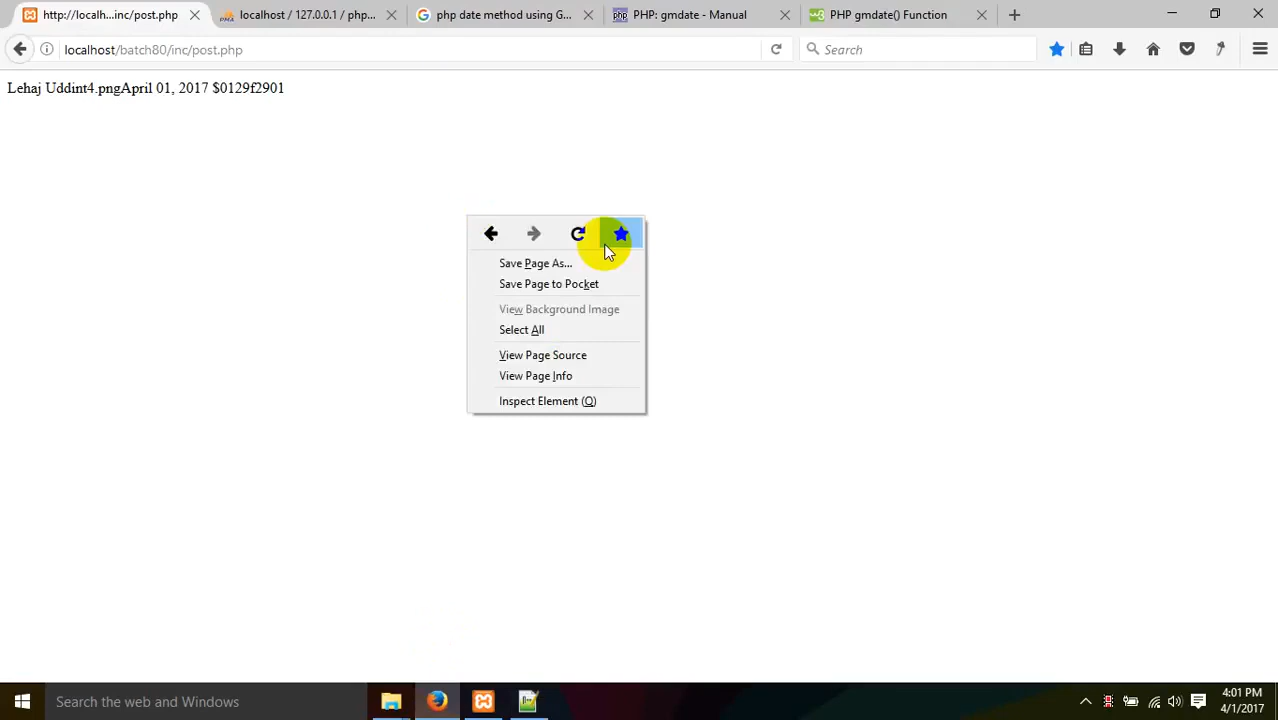 http://localh...inc/post.php
localhost / 127.0.0.1 / php...
php date method using G...
php PHP: gmdate - Manual
w3 PHP gmdate() Function
localhost/batch80/inc/post.php
Search
Lehaj Uddint4.pngApril 01, 2017 $0129f2901
Save Page As...
Save Page to Pocket
View Background Image
Select All
View Page Source
View Page Info
Inspect Element (Q)
Search the web and Windows
4:01 PM
4/1/2017